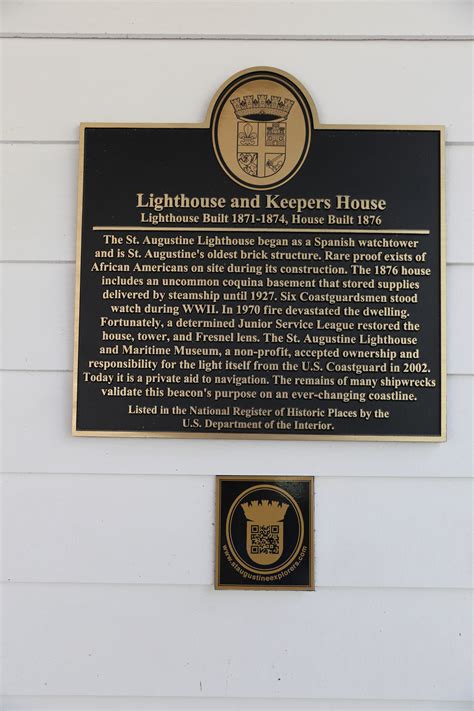 Lighthouse and Keepers House
Lighthouse Built 1871-1874, House Built 1876
The St. Augustine Lighthouse began as a Spanish watchtower
and is St. Augustine's oldest brick structure. Rare proof exists of
African Americans on site during its construction. The 1876 house
includes an uncommon coquina basement that stored supplies
delivered by steamship until 1927. Six Coastguardsmen stood
watch during WWII. In 1970 fire devastated the dwelling.
Fortunately, a determined Junior Service League restored the
house, tower, and Fresnel lens. The St. Augustine Lighthouse
and Maritime Museum, a non-profit, accepted ownership and
responsibility for the light itself from the U.S. Coastguard in 2002.
Today it is a private aid to navigation. The remains of many shipwrecks
validate this beacon's purpose on an ever-changing coastline.
Listed in the National Register of Historic Places by the
U.S. Department of the Interior.
www.staugustineexplorers.com